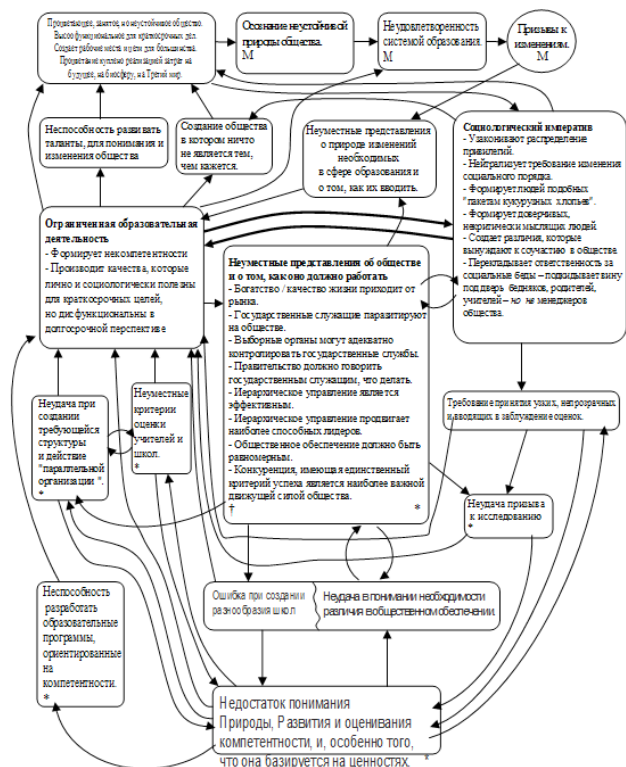 Процветающее, занятое, но неустойчивое общество.
Высоо функциональное для краткосрочных дел.
Создает рабочие места и цели для большинства.
Процветание куплено реализацией затрат на
будущее, на биосферу, на Третий мир.
Осознание неустойчивой
природы общества.
М
Неудовлетворенность
системой образования.
М
Призывы к
изменениям.
М
Неспособность развивать
таланты, для понимания и
изменения общества
Создание общества
в котором ничто
не является тем,
чем кажется.
Неуместные представления
о природе изменений
необходимых
в сфере образования и
о том, как их вводить.
Социологический императив
- Узаконивают распределение
привилегий.
- Нейтрализует требование изменения
социального порядка.
- Формирует людей подобных
"пакетам кукурузных хлопьев".
- Формирует доверчивых,
некритически мыслящих людей.
- Создает различия, которые
вынуждают к соучастию в обществе.
- Перекладывает ответственность за
социальные беды – подкидывает вину
под дверь бедняков, родителей,
учителей – но не менеджеров
общества.
Ограниченная образовательная
деятельность
- Формирует некомпетентности
- Производит качества, которые
лично и социологически полезны
для краткосрочных целей,
но дисфункциональны в
долгосрочной перспективе
Неуместные представления об обществе
и о том, как оно должно работать
- Богатство / качество жизни приходит от
рынка.
- Государственные служащие паразитируют
на обществе.
- Выборные органы могут адекватно
контролировать государственные службы.
- Правительство должно говорить
государственным служащим, что делать.
- Иерархическое управление является
эффективным.
- Иерархическое управление продвигает
наиболее способных лидеров.
- Общественное обеспечение должно быть
равномерным.
- Конкуренция, имеющая единственный
критерий успеха является наиболее важной
движущей силой общества.
† *
Неудача при
создании
требующейся
структуры
и действие
"параллельной
организации ".
*
Неуместные
критерии
оценки
учителей и
школ.
*
Требование принятия узких, непрозрачных
и вводящих в заблуждение оценок.
Неудача призыва
к исследованию
*
Неспособность
разработать
образовательные
программы,
ориентированные
на
компетентности.
*
Ошибка при создании
разнообразия школ
Неудача в понимании необходимости
различия в общественном обеспечении.
Недостаток понимания
Природы, Развития и оценивания
компетентности, и, особенно того,
что она базируется на ценностях. *